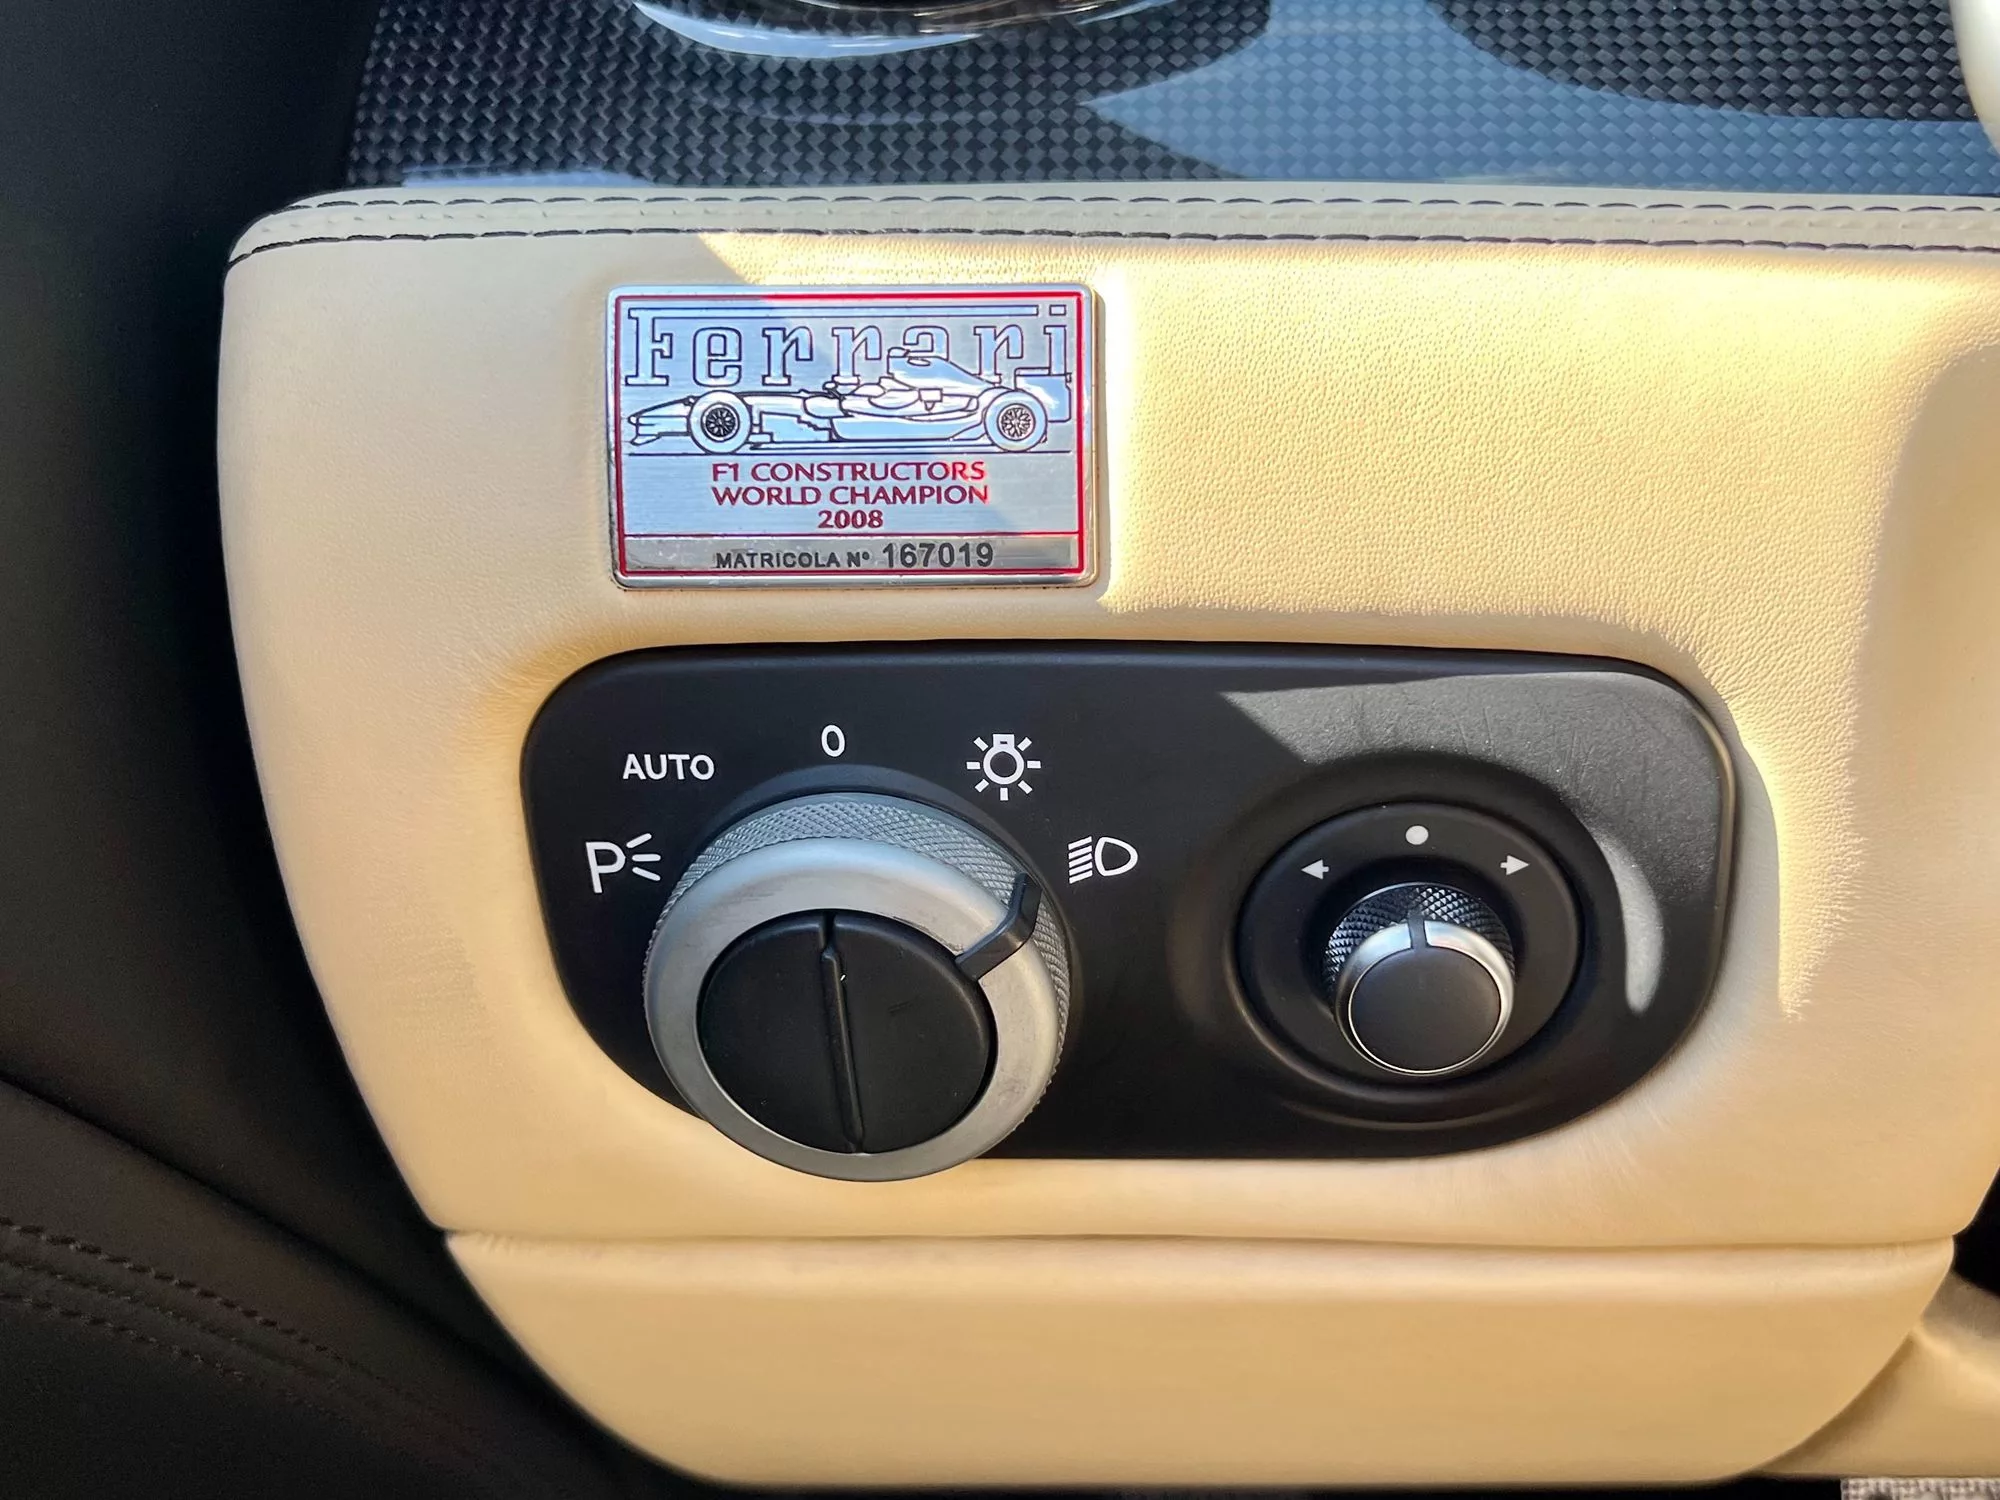 Ferrari
F1 CONSTRUCTORS
WORLD CHAMPION
2008
MATRICOLA Nº 167019
AUTO
0
P